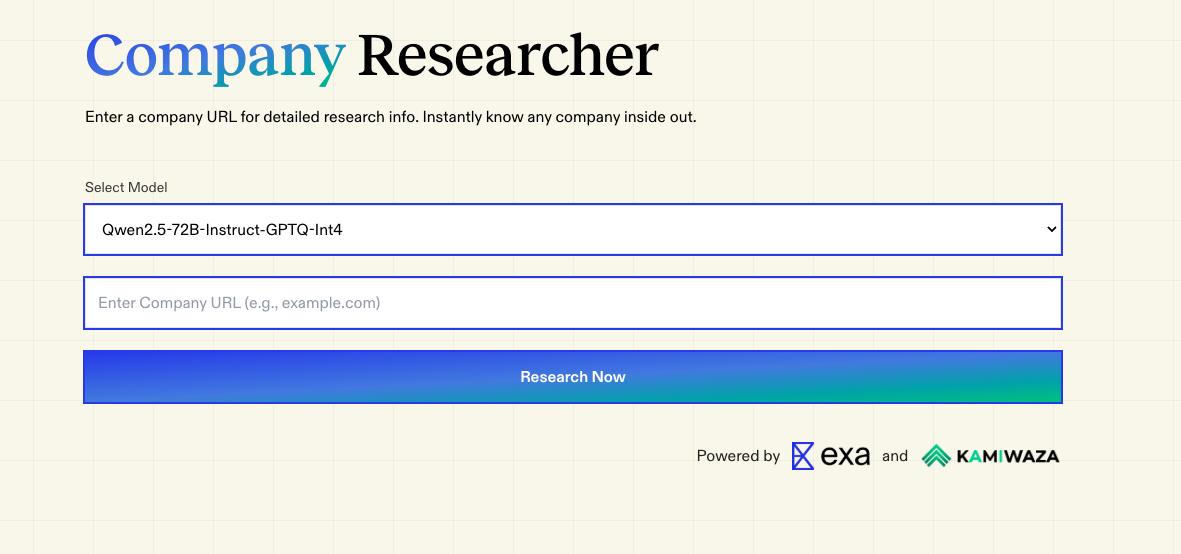 Company Researcher
Enter a company URL for detailed research info. Instantly know any company inside out.
Select Model
Qwen2.5-72B-Instruct-GPTQ-Int4
Enter Company URL (e.g., example.com)
Research Now
Powered by exa and KAMIWAZA